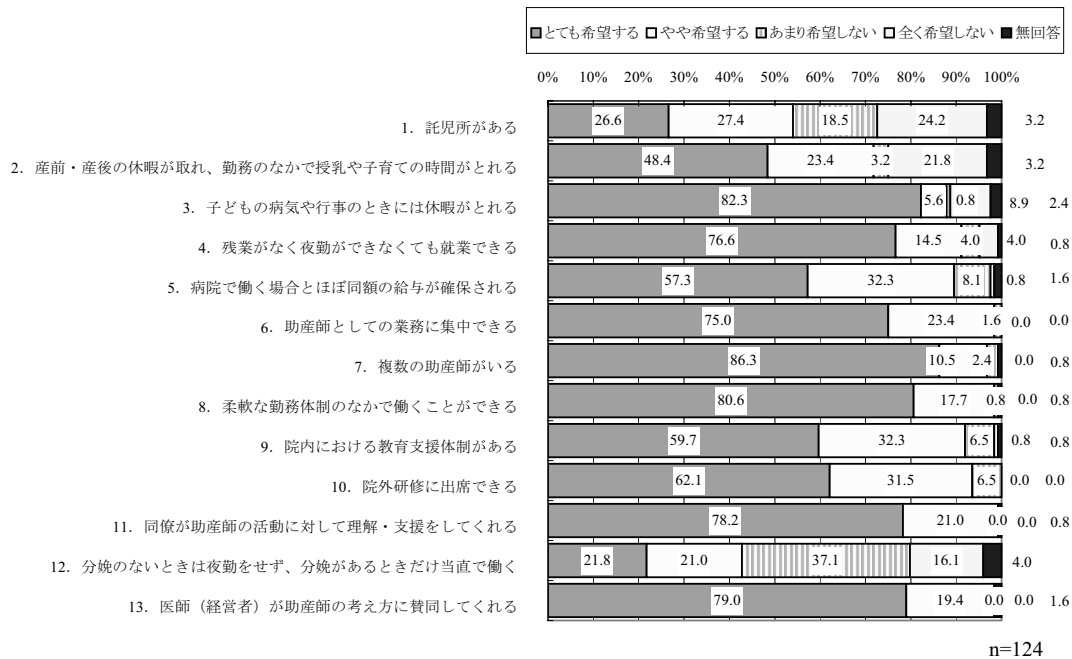 とても希望する やや希望する あまり希望しない 全く希望しない 無回答
0% 10% 20% 30% 40% 50% 60% 70% 80% 90% 100%
1．託児所がある 26.6 27.4 18.5 24.2 3.2
2．産前・産後の休暇が取れ、勤務のなかで授乳や子育ての時間がとれる 48.4 23.4 3.2 21.8 3.2
3．子どもの病気や行事のときには休暇がとれる 82.3 5.6 0.8 8.9 2.4
4．残業がなく夜勤ができなくても就業できる 76.6 14.5 4.0 4.0 0.8
5．病院で働く場合とほぼ同額の給与が確保される 57.3 32.3 8.1 0.8 1.6
6．助産師としての業務に集中できる 75.0 23.4 1.6 0.0 0.0
7．複数の助産師がいる 86.3 10.5 2.4 0.0 0.8
8．柔軟な勤務体制のなかで働くことができる 80.6 17.7 0.8 0.0 0.8
9．院内における教育支援体制がある 59.7 32.3 6.5 0.8 0.8
10．院外研修に出席できる 62.1 31.5 6.5 0.0 0.0
11．同僚が助産師の活動に対して理解・支援をしてくれる 78.2 21.0 0.0 0.0 0.8
12．分娩のないときは夜勤をせず、分娩があるときだけ当直で働く 21.8 21.0 37.1 16.1 4.0
13．医師（経営者）が助産師の考え方に賛同してくれる 79.0 19.4 0.0 0.0 1.6
n=124